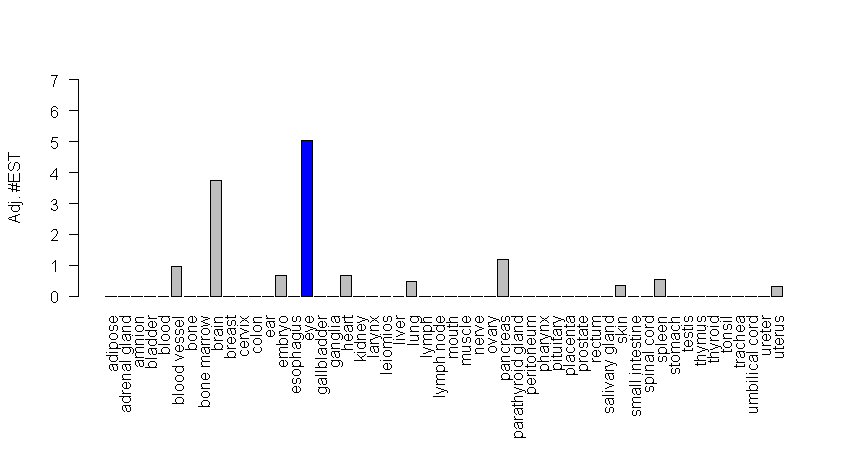 7
6
5
4
3
2
1
0
Adj. #EST
adipose
adrenal gland
amnion
bladder
blood
blood vessel
bone
bone marrow
brain
breast
cervix
colon
ear
embryo
esophagus
eye
gallbladder
ganglia
heart
kidney
larynx
leiomios
liver
lung
lymph
lymph node
mouth
muscle
nerve
ovary
pancreas
parathyroid gland
peritoneum
pharynx
pituitary
placenta
prostate
rectum
salivary gland
skin
small intestine
spinal cord
spleen
stomach
testis
thymus
thyroid
tonsil
trachea
umbilical cord
ureter
uterus